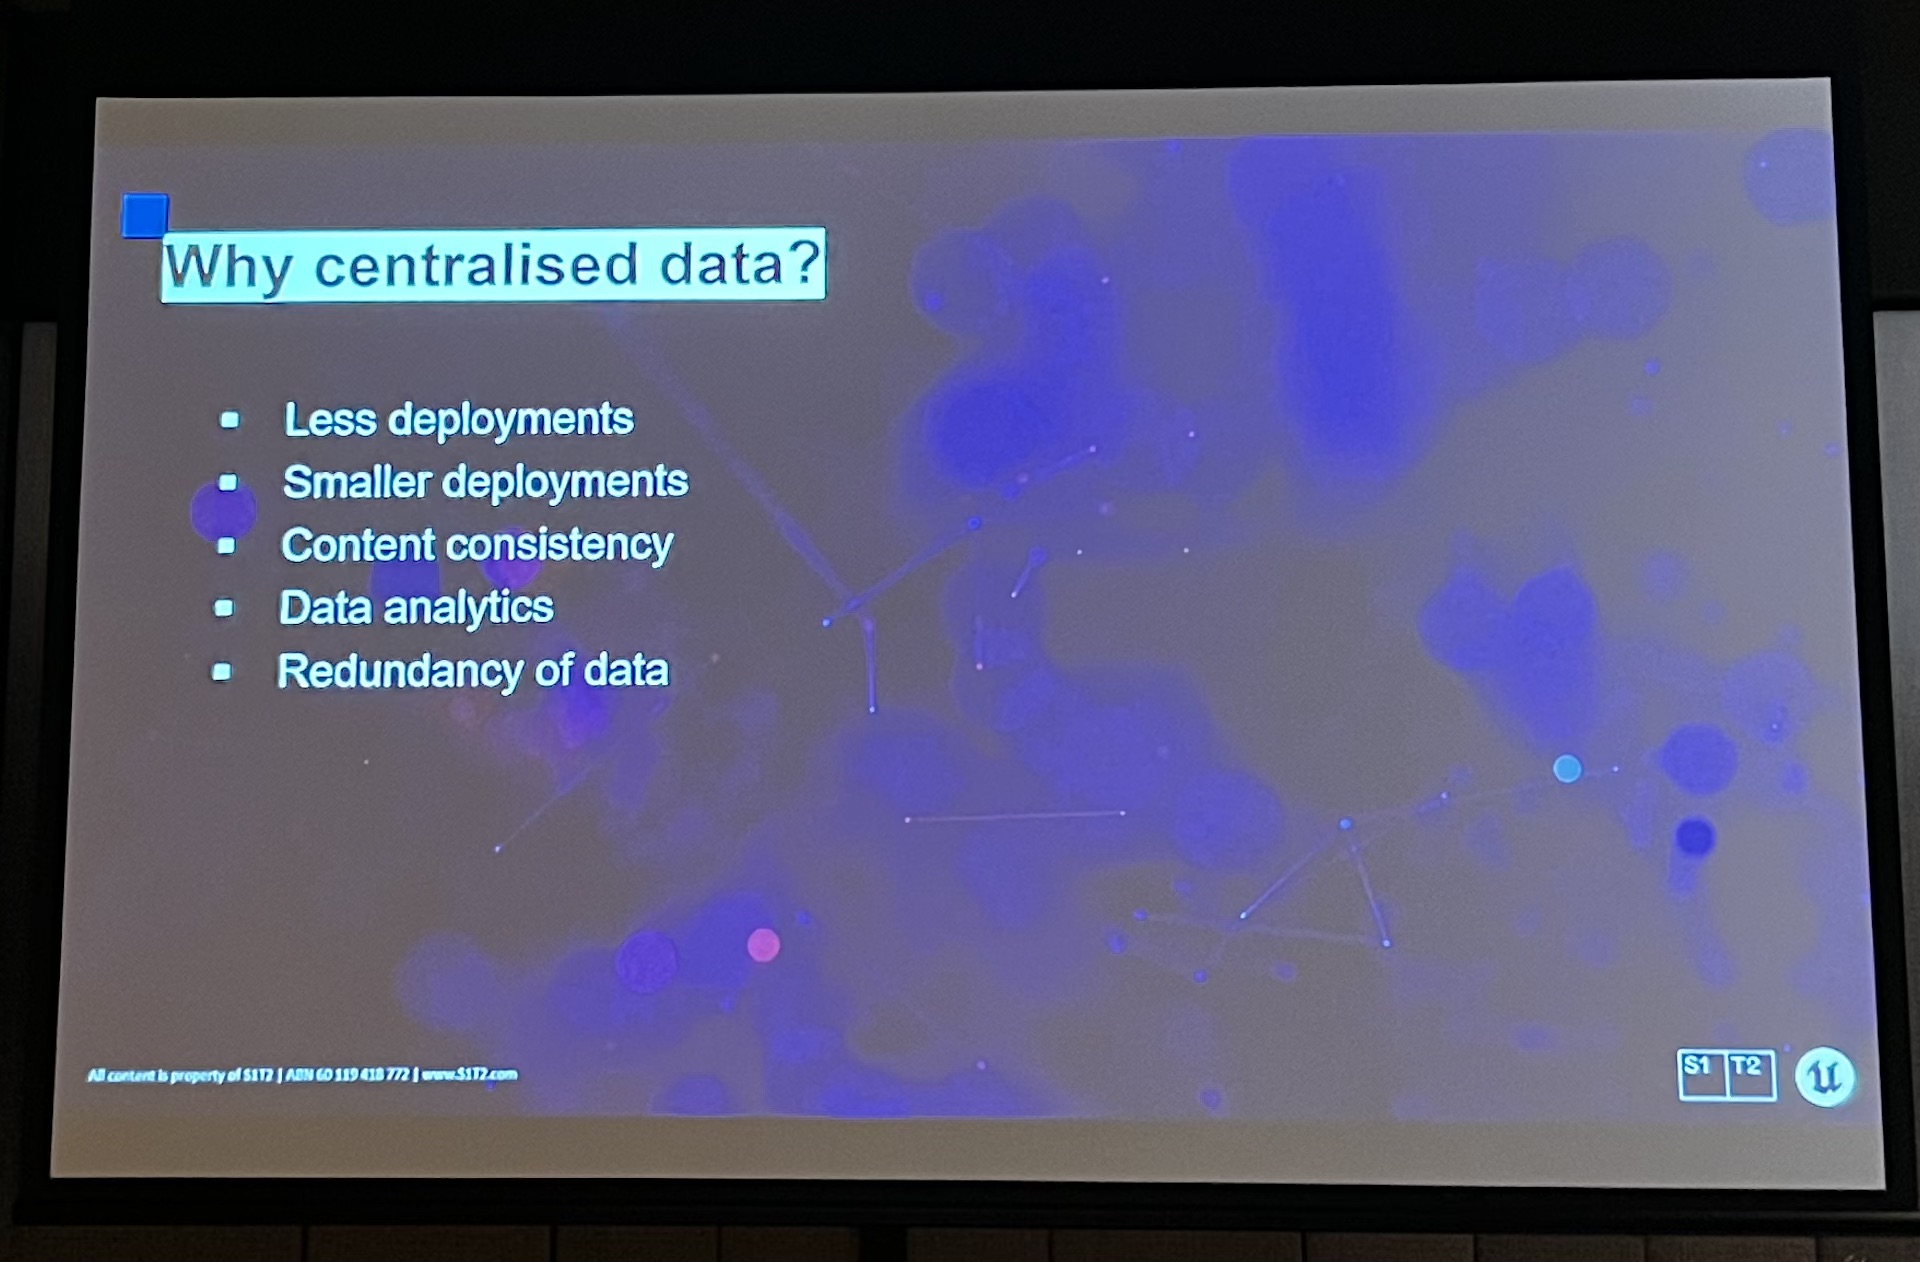 Why centralised data?
Less deployments
Smaller deployments
Content consistency
Data analytics
Redundancy of data
All content is property of S1T2 | ABN 60 119 418 772 | www.S1T2.com
S1 T2